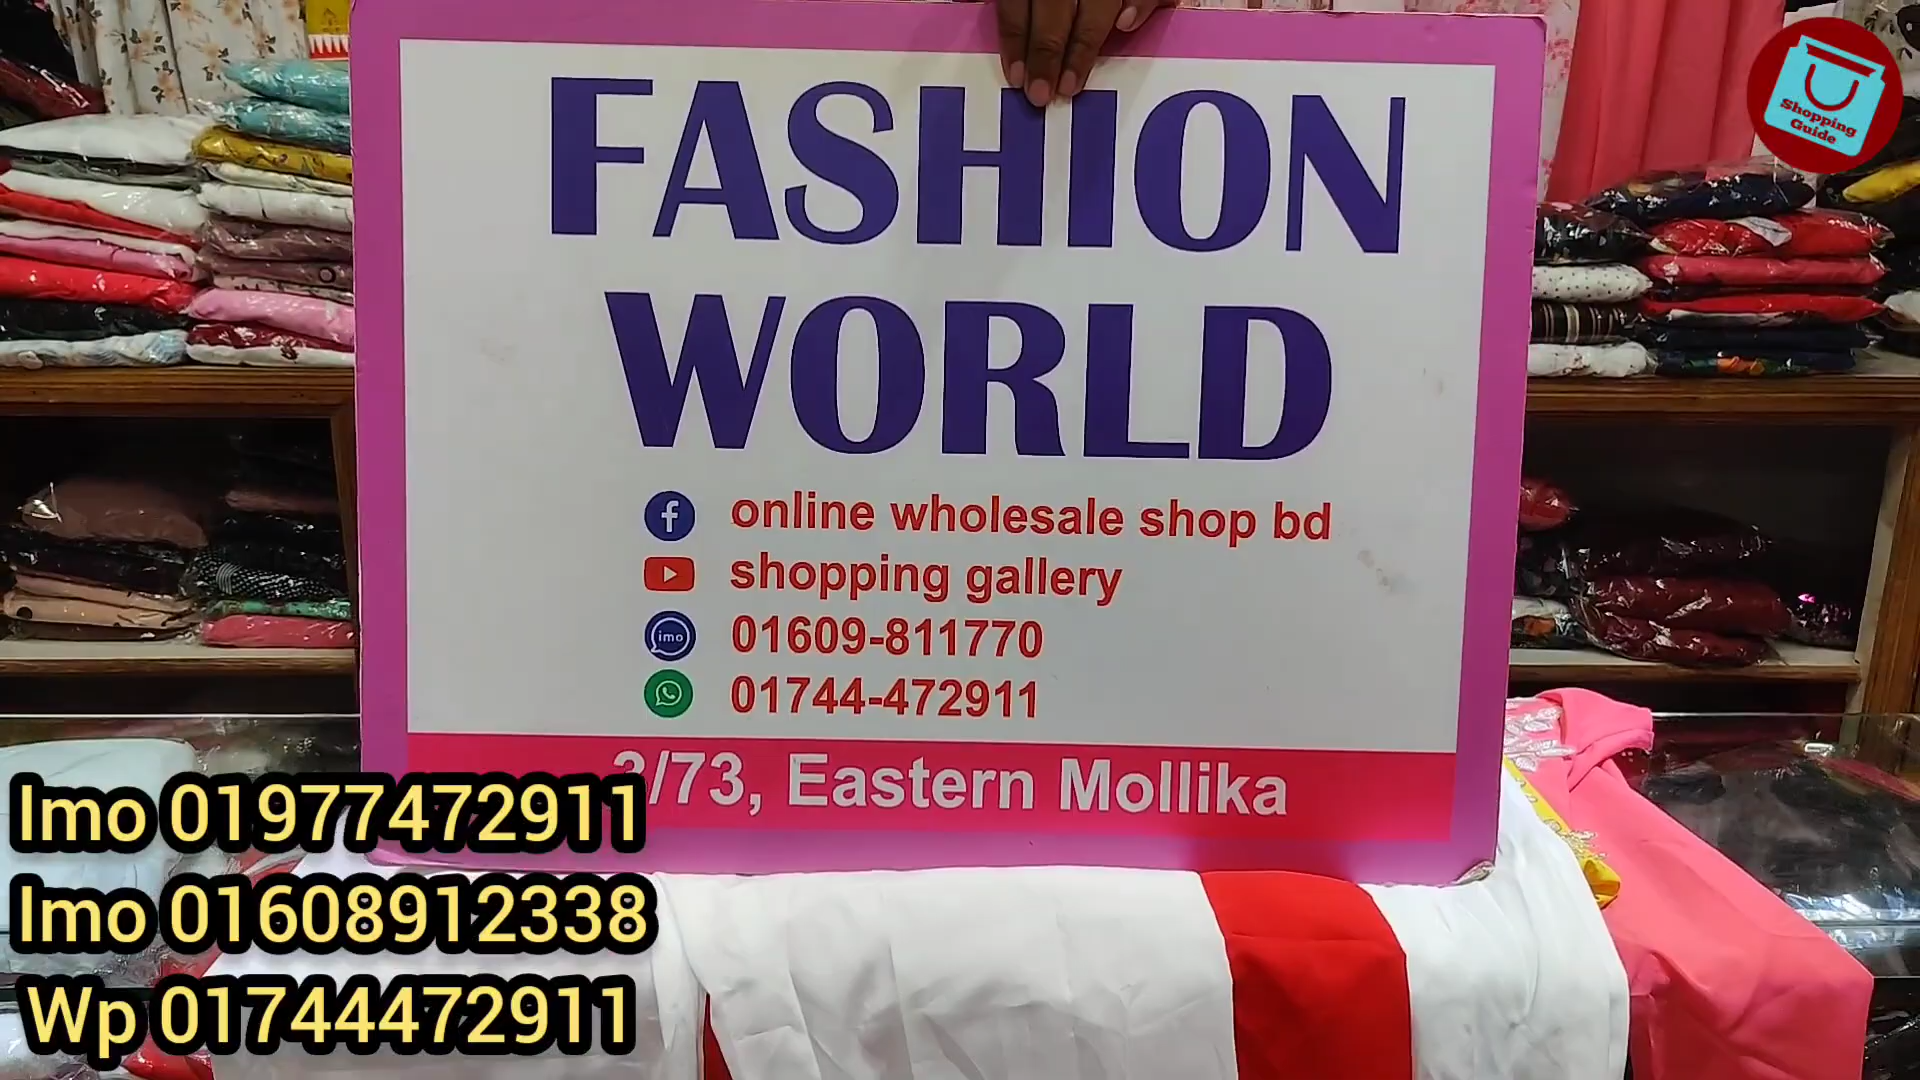 FASHION
WORLD
online wholesale shop bd
shopping gallery
imo 01609-811770
01744-472911
3/73, Eastern Mollika
Imo 01977472911
Imo 01608912338
Wp 01744472911
Shopping
Guide